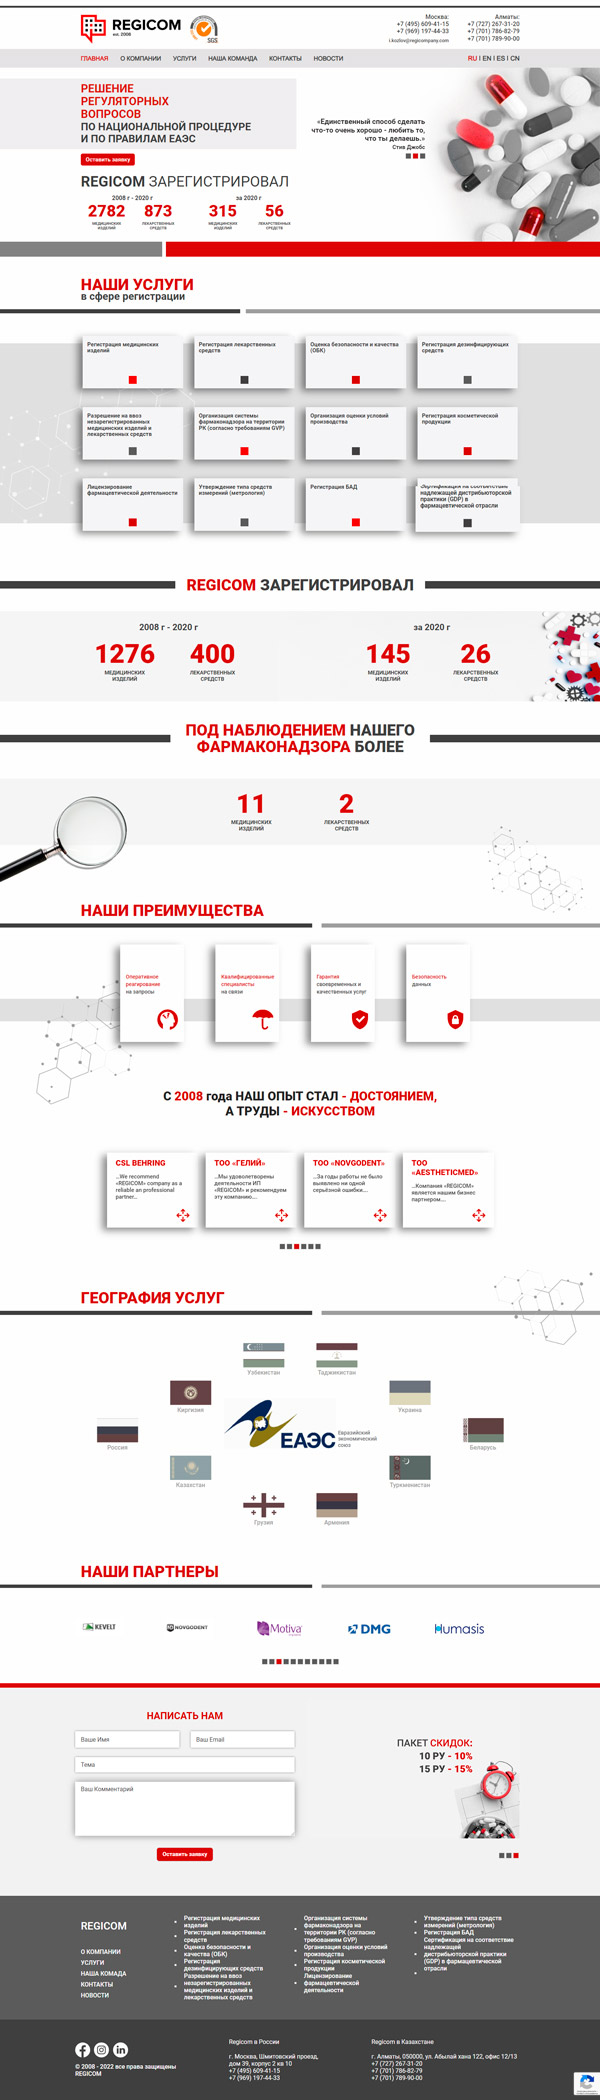 REGICOM
est. 2008
SGS
Москва:
+7 (495) 609-41-15
+7 (969) 197-44-33
i.kozlov@regicompany.com
Алматы:
+7 (727) 267-31-20
+7 (701) 786-82-79
+7 (701) 789-90-00
ГЛАВНАЯ О КОМПАНИИ УСЛУГИ НАША КОМАНДА КОНТАКТЫ НОВОСТИ
RU I EN I ES I CN
РЕШЕНИЕ
РЕГУЛЯТОРНЫХ
ВОПРОСОВ
ПО НАЦИОНАЛЬНОЙ ПРОЦЕДУРЕ
И ПО ПРАВИЛАМ ЕАЭС
Оставить заявку
«Единственный способ сделать
что-то очень хорошо - любить то,
что ты делаешь.»
Стив Джобс
REGICOM ЗАРЕГИСТРИРОВАЛ
2008 г - 2020 г
за 2020 г
2782 873 315 56
МЕДИЦИНСКИХ ИЗДЕЛИЙ
ЛЕКАРСТВЕННЫХ СРЕДСТВ
МЕДИЦИНСКИХ ИЗДЕЛИЙ
ЛЕКАРСТВЕННЫХ СРЕДСТВ
НАШИ УСЛУГИ
в сфере регистрации
Регистрация медицинских
изделий
Регистрация лекарственных
средств
Оценка безопасности и качества
(ОБК)
Регистрация дезинфицирующих
средств
Разрешение на ввоз
незарегистрированных
медицинских изделий и
лекарственных средств
Организация системы
фармаконадзора на территории
РК (согласно требованиям GVP)
Организация оценки условий
производства
Регистрация косметической
продукции
Лицензирование
фармацевтической деятельности
Утверждение типа средств
измерений (метрология)
Регистрация БАД
Сертификация на соответствие
надлежащей дистрибьюторской
практики (GDP) в
фармацевтической отрасли
REGICOM ЗАРЕГИСТРИРОВАЛ
2008 г - 2020 г
за 2020 г
1276 400 145 26
МЕДИЦИНСКИХ
ИЗДЕЛИЙ
ЛЕКАРСТВЕННЫХ
СРЕДСТВ
МЕДИЦИНСКИХ
ИЗДЕЛИЙ
ЛЕКАРСТВЕННЫХ
СРЕДСТВ
ПОД НАБЛЮДЕНИЕМ НАШЕГО
ФАРМАКОНАДЗОРА БОЛЕЕ
11 2
МЕДИЦИНСКИХ
ИЗДЕЛИЙ
ЛЕКАРСТВЕННЫХ
СРЕДСТВ
НАШИ ПРЕИМУЩЕСТВА
Оперативное
реагирование
на запросы
Квалифицированные
специалисты
на связи
Гарантия
своевременных и
качественных услуг
Безопасность
данных
С 2008 года НАШ ОПЫТ СТАЛ - ДОСТОЯНИЕМ,
А ТРУДЫ - ИСКУССТВОМ
CSL BEHRING
...We recommend
«REGICOM» company as a
reliable an professional
partner...
ТОО «ГЕЛИЙ»
...Мы удовлетворены
деятельности ИП
«REGICOM» и рекомендуем
эту компанию....
ТОО «NOVGODENT»
...За годы работы не было
выявлено ни одной
серьёзной ошибки....
ТОО
«AESTHETICMED»
...Компания «REGICOM»
является нашим бизнес
партнером....
ГЕОГРАФИЯ УСЛУГ
Узбекистан
Таджикистан
Киргизия
Украина
Россия
ЕАЭС
Евразийский
экономический
союз
Беларусь
Казахстан
Туркменистан
Грузия
Армения
НАШИ ПАРТНЕРЫ
KEVELT
NOVGODENT
Motiva
DMG
Humasis
НАПИСАТЬ НАМ
Ваше Имя
Ваш Email
Тема
Ваш Комментарий
Оставить заявку
ПАКЕТ СКИДОК:
10 РУ - 10%
15 РУ - 15%
REGICOM
О КОМПАНИИ
УСЛУГИ
НАША КОМАДА
КОНТАКТЫ
НОВОСТИ
Регистрация медицинских
изделий
Регистрация лекарственных
средств
Оценка безопасности и
качества (ОБК)
Регистрация
дезинфицирующих средств
Разрешение на ввоз
незарегистрированных
медицинских изделий и
лекарственных средств
Организация системы
фармаконадзора на
территории РК (согласно
требованиям GVP)
Организация оценки условий
производства
Регистрация косметической
продукции
Лицензирование
фармацевтической
деятельности
Утверждение типа средств
измерений (метрология)
Регистрация БАД
Сертификация на соответствие
надлежащей
дистрибьюторской практики
(GDP) в фармацевтической
отрасли
© 2008 - 2022 все права защищены
REGICOM
Regicom в России
г. Москва, Шмитовский проезд,
дом 39, корпус 2 кв 10
+7 (495) 609-41-15
+7 (969) 197-44-33
Regicom в Казахстане
г. Алматы, 050000, ул. Абылай хана 122, офис 12/13
+7 (727) 267-31-20
+7 (701) 786-82-79
+7 (701) 789-90-00